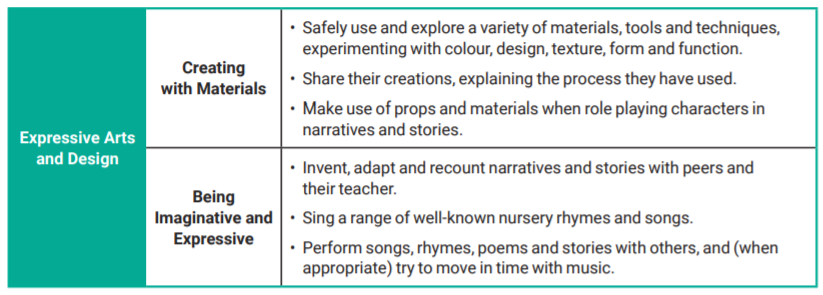 Expressive Arts
and Design
Creating
with Materials
• Safely use and explore a variety of materials, tools and techniques,
experimenting with colour, design, texture, form and function.
• Share their creations, explaining the process they have used.
• Make use of props and materials when role playing characters in
narratives and stories.
Being
Imaginative and
Expressive
• Invent, adapt and recount narratives and stories with peers and
their teacher.
• Sing a range of well-known nursery rhymes and songs.
• Perform songs, rhymes, poems and stories with others, and (when
appropriate) try to move in time with music.